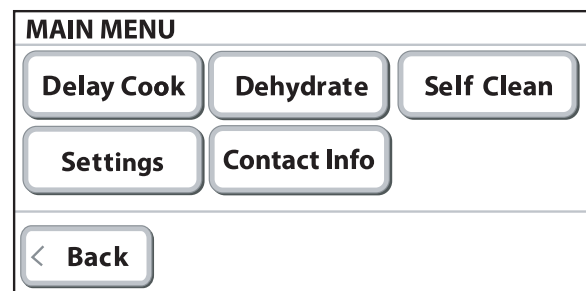 MAIN MENU
Delay Cook Dehydrate Self Clean
Settings Contact Info
< Back